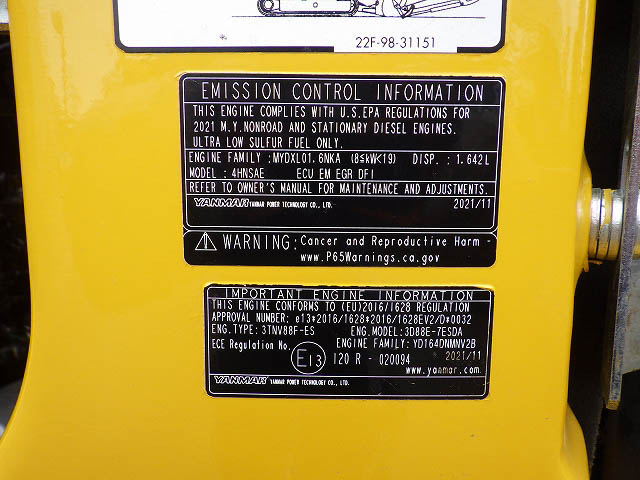 22F-98-31151
EMISSION CONTROL INFORMATION
THIS ENGINE COMPLIES WITH U.S.EPA REGULATIONS FOR
2021 M.Y.NONROAD AND STATIONARY DIESEL ENGINES.
ULTRA LOW SULFUR FUEL ONLY.
ENGINE FAMILY :MYDXL01.6NKA (8≤kW<19) DISP. : 1.642L
MODEL : 4HNSAE ECU EM EGR DFI
REFER TO OWNER'S MANUAL FOR MAINTENANCE AND ADJUSTMENTS.
YANMAR YANMAR POWER TECHNOLOGY CO., LTD. 2021/11
WARNING: Cancer and Reproductive Harm -
www.P65Warnings.ca.gov
IMPORTANT ENGINE INFORMATION
THIS ENGINE CONFORMS TO (EU)2016/1628 REGULATION
APPROVAL NUMBER: e13*2016/1628*2016/1628EV2/D*0032
ENG.TYPE: 3TNV88F-ES ENG.MODEL:3D88E-7ESDA
ENGINE FAMILY: YD164DNMNV2B
ECE Regulation No. E13 120 R - 020094 2021/11
www.yanmar.com
YANMAR YANMAR POWER TECHNOLOGY CO., LTD.